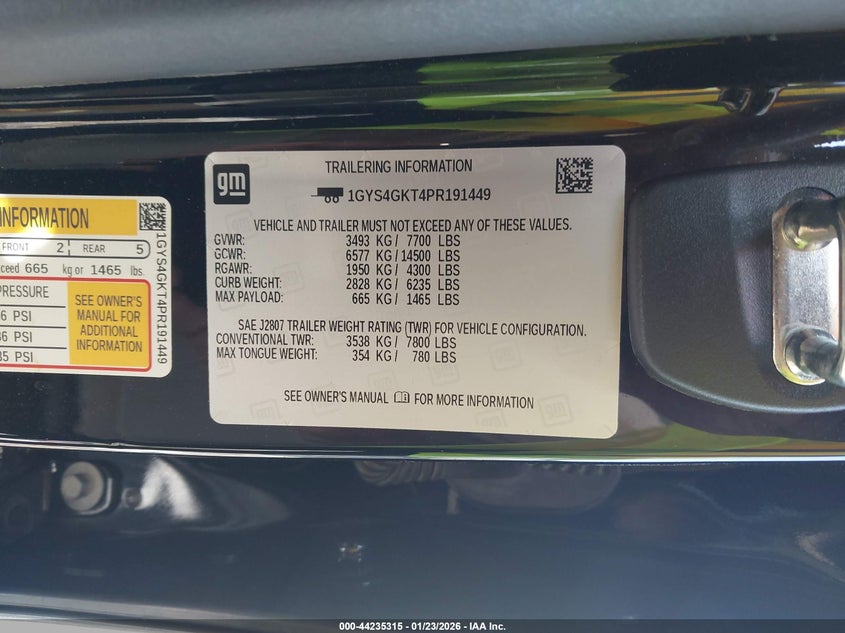 INFORMATION
FRONT 2 REAR 5
xceed 665 kg or 1465 lbs.
PRESSURE
6 PSI
36 PSI
35 PSI
SEE OWNER'S
MANUAL FOR
ADDITIONAL
INFORMATION
1GYS4GKT4PR191449
gm
TRAILERING INFORMATION
1GYS4GKT4PR191449
VEHICLE AND TRAILER MUST NOT EXCEED ANY OF THESE VALUES.
GVWR: 3493 KG / 7700 LBS
GCWR: 6577 KG / 14500 LBS
RGAWR: 1950 KG / 4300 LBS
CURB WEIGHT: 2828 KG / 6235 LBS
MAX PAYLOAD: 665 KG / 1465 LBS
SAE J2807 TRAILER WEIGHT RATING (TWR) FOR VEHICLE CONFIGURATION.
CONVENTIONAL TWR: 3538 KG / 7800 LBS
MAX TONGUE WEIGHT: 354 KG / 780 LBS
SEE OWNER'S MANUAL FOR MORE INFORMATION
000-44235315 - 01/23/2026 - IAA Inc.